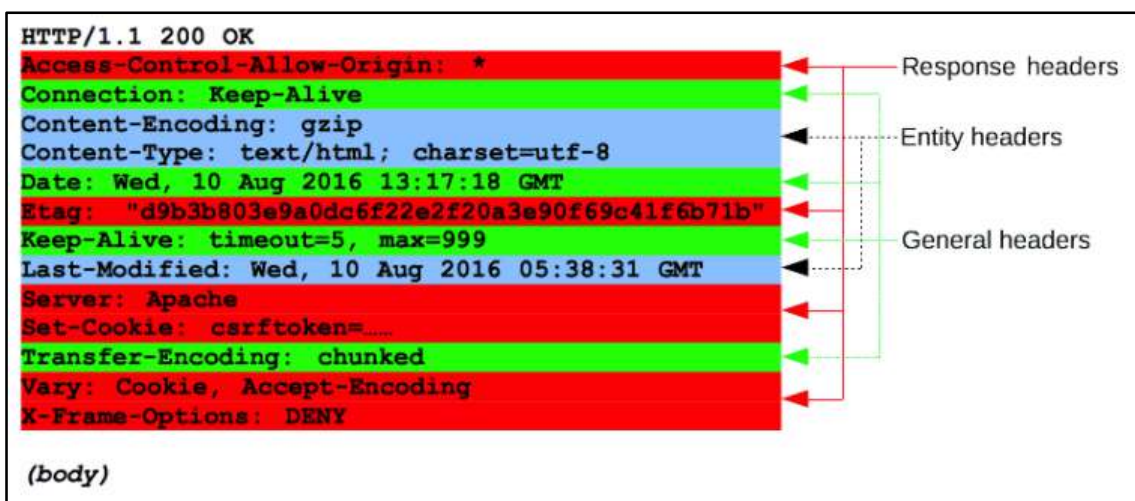 HTTP/1.1 200 OK
Access-Control-Allow-Origin: *
Connection: Keep-Alive
Content-Encoding: gzip
Content-Type: text/html; charset=utf-8
Date: Wed, 10 Aug 2016 13:17:18 GMT
Etag: "d9b3b803e9a0dc6f22e2f20a3e90f69c41f6b71b"
Keep-Alive: timeout=5, max=999
Last-Modified: Wed, 10 Aug 2016 05:38:31 GMT
Server: Apache
Set-Cookie: csrftoken=……
Transfer-Encoding: chunked
Vary: Cookie, Accept-Encoding
X-Frame-Options: DENY
(body)
Response headers
Entity headers
General headers